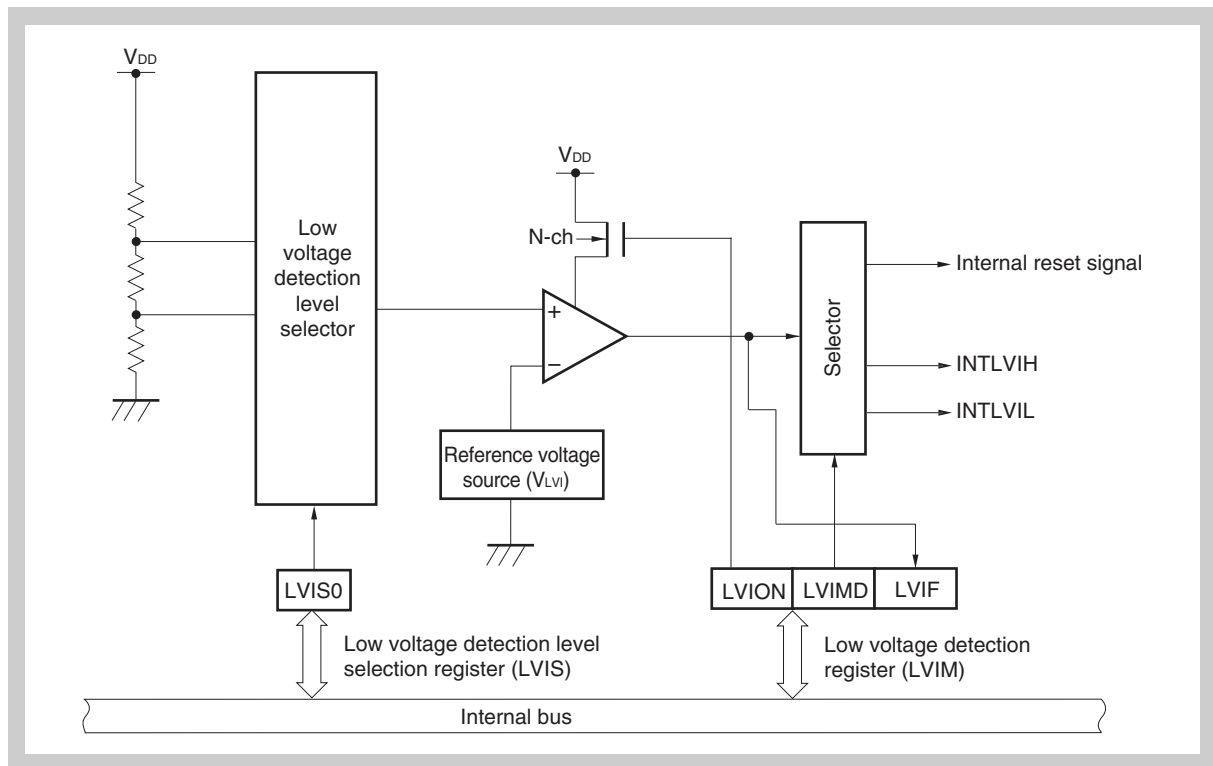 VDD
Low
voltage
detection
level
selector
VDD
N-ch
+
−
Reference voltage
source (VLVI)
Selector
Internal reset signal
INTLVIH
INTLVIL
LVIS0
LVION LVIMD LVIF
Low voltage detection level
selection register (LVIS)
Low voltage detection
register (LVIM)
Internal bus